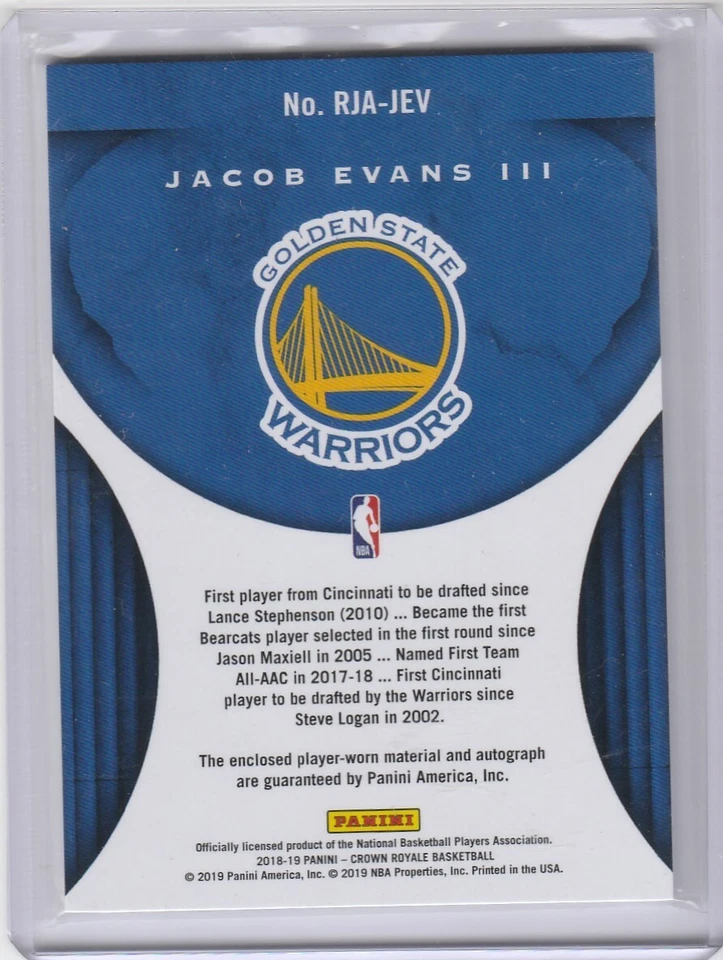 No. RJA-JEV
JACOB EVANS III
GOLDEN STATE
WARRIORS
NBA
First player from Cincinnati to be drafted since
Lance Stephenson (2010) ... Became the first
Bearcats player selected in the first round since
Jason Maxiell in 2005 ... Named First Team
All-AAC in 2017-18 ... First Cincinnati
player to be drafted by the Warriors since
Steve Logan in 2002.
The enclosed player-worn material and autograph
are guaranteed by Panini America, Inc.
PANINI
Officially licensed product of the National Basketball Players Association.
2018-19 PANINI – CROWN ROYALE BASKETBALL
© 2019 Panini America, Inc. © 2019 NBA Properties, Inc. Printed in the USA.